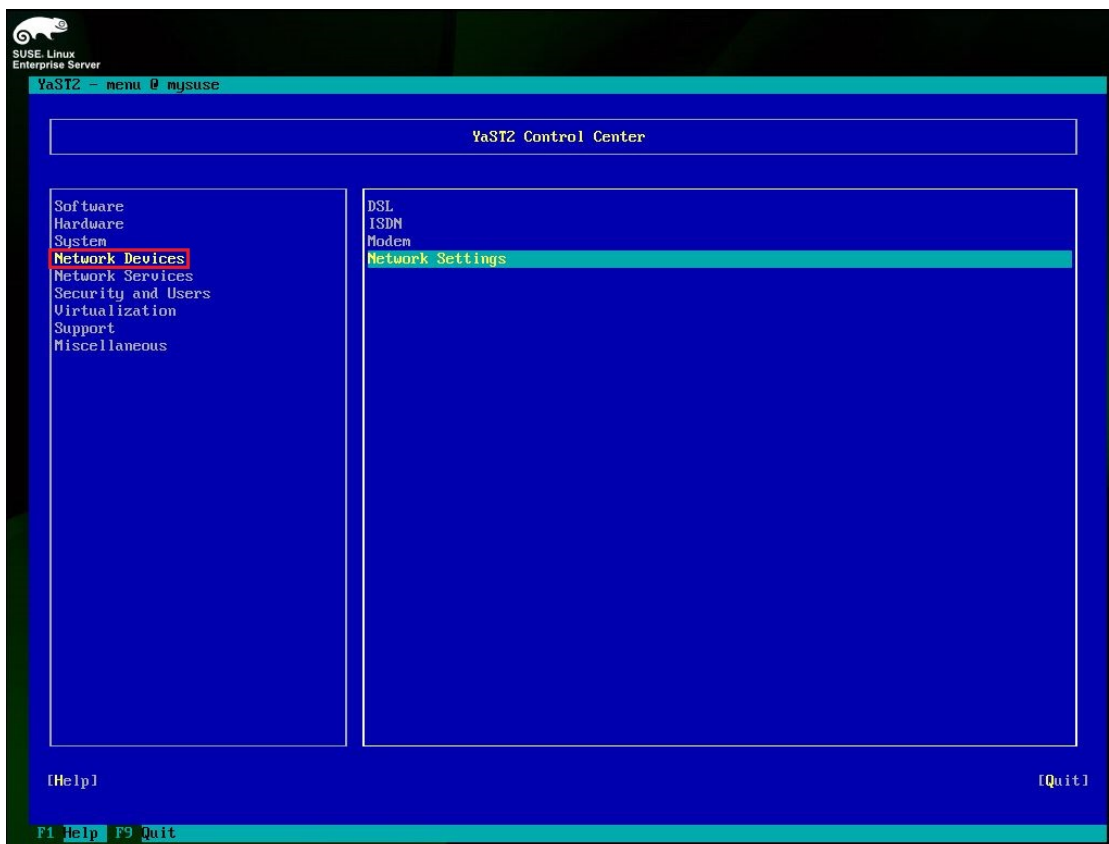 SUSE. Linux
Enterprise Server
YaST2 - menu @ mysuse
YaST2 Control Center
Software
Hardware
System
Network Devices
Network Services
Security and Users
Virtualization
Support
Miscellaneous
DSL
ISDN
Modem
Network Settings
[Help]
[Quit]
F1 Help F9 Quit